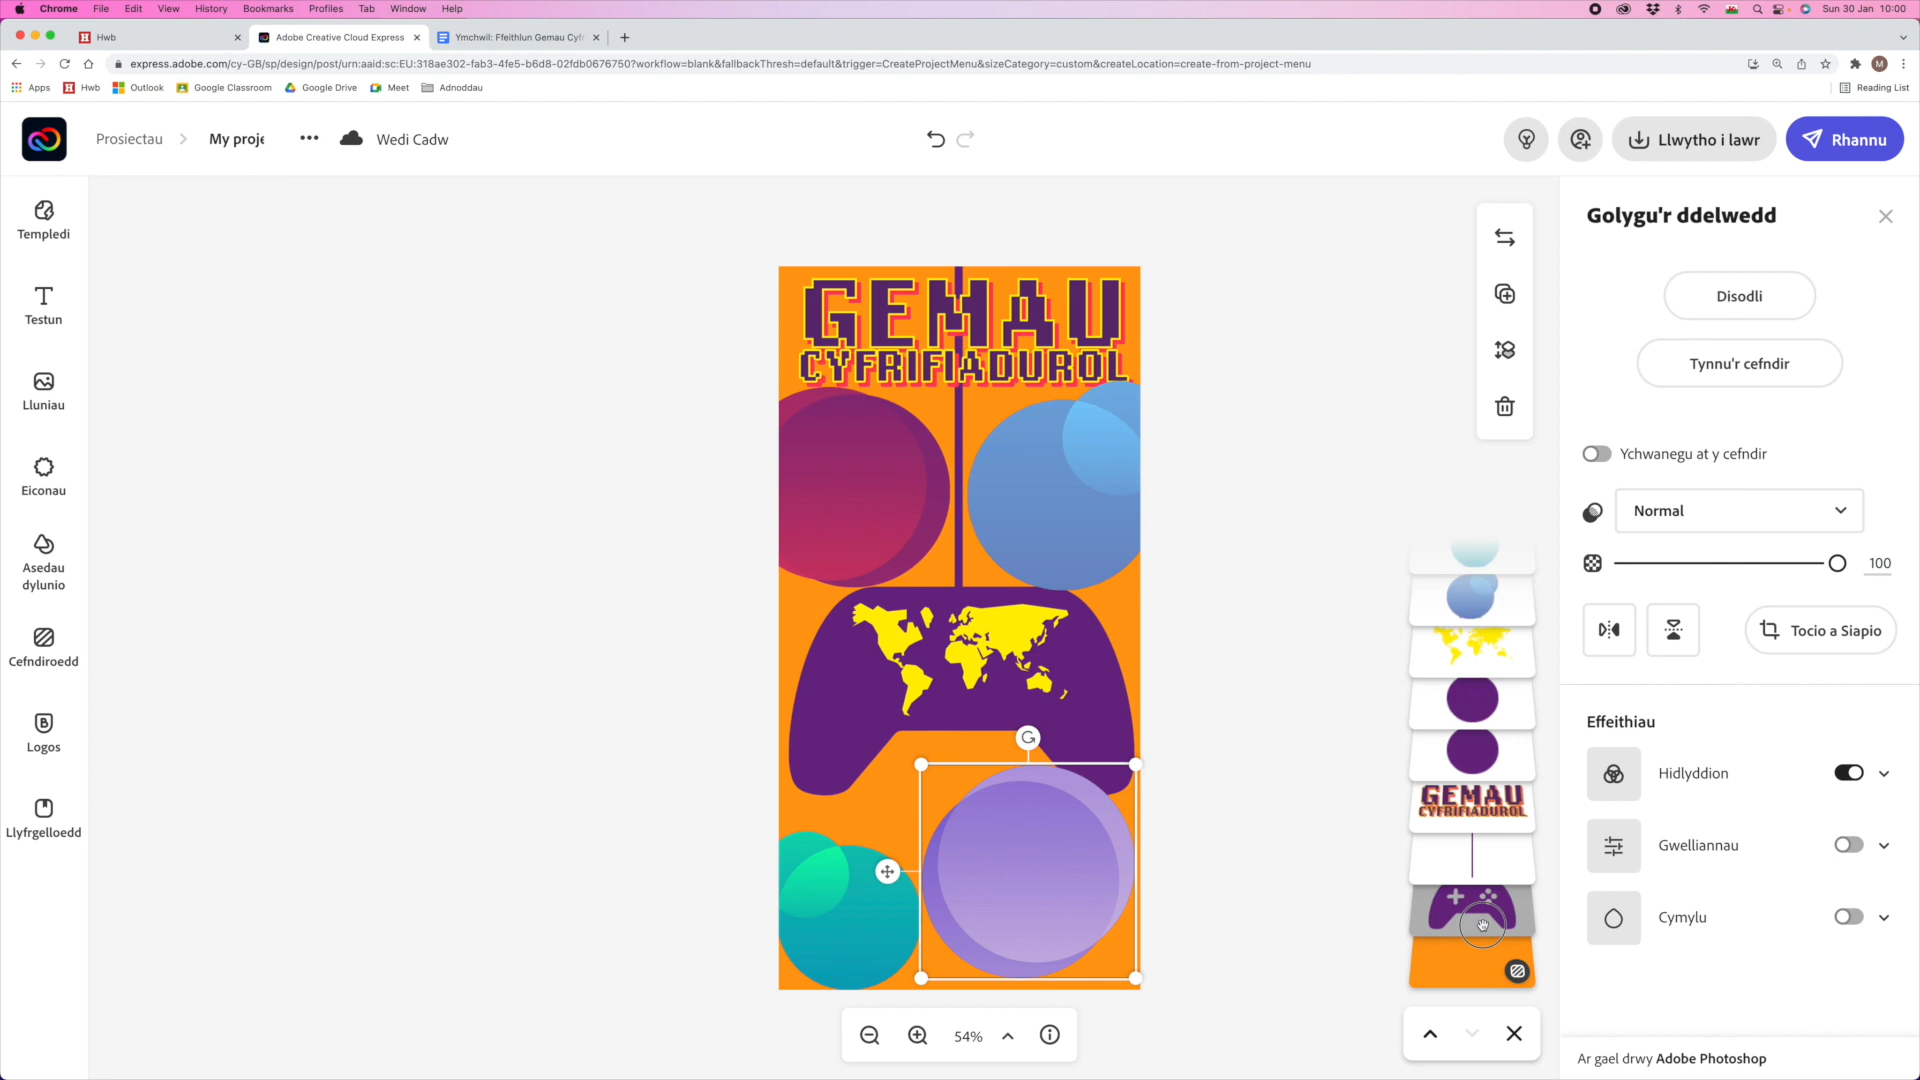 Chrome File Edit View History Bookmarks Profiles Tab Window Help
Sun 30 Jan 10:00
Hwb
Adobe Creative Cloud Express
Ymchwil: Ffeithlun Gemau Cyf
express.adobe.com/cy-GB/sp/design/post/urn:aaid:sc:EU:318ae302-fab3-4fe5-b6d8-02fdb0676750?workflow=blank&fallbackThresh=default&trigger=CreateProjectMenu&sizeCategory=custom&createLocation=create-from-project-menu
M
Apps Hwb Outlook Google Classroom Google Drive Meet Adnoddau
Reading List
Prosiectau
My proje
Wedi Cadw
Llwytho i lawr
Rhannu
Templedi
Testun
Lluniau
Eiconau
Asedau
dylunio
Cefndiroedd
Logos
Llyfrgelloedd
GEMAU
CYFRIFIADUROL
GEMAU
CYFRIFIADUROL
54%
Golygu'r ddelwedd
Disodli
Tynnu'r cefndir
Ychwanegu at y cefndir
Normal
100
Tocio a Siapio
Effeithiau
Hidlyddion
Gwelliannau
Cymylu
Ar gael drwy Adobe Photoshop